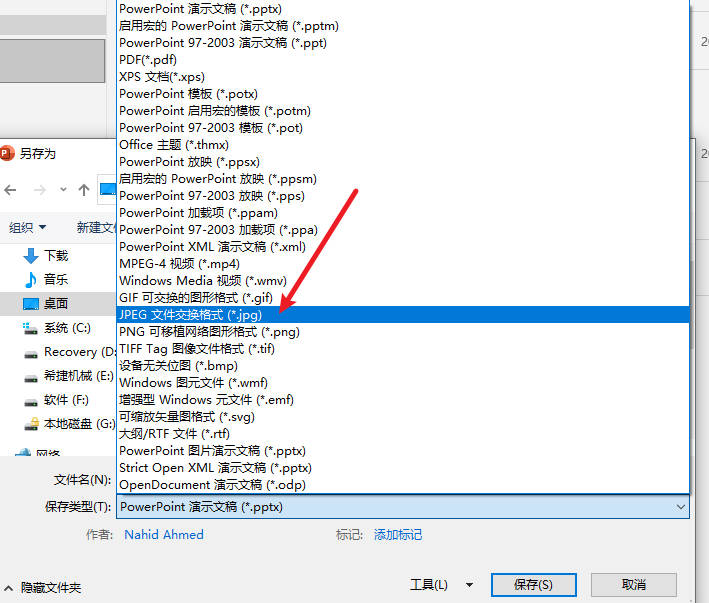 PowerPoint 演示文稿 (*.pptx)
启用宏的 PowerPoint 演示文稿 (*.pptm)
PowerPoint 97-2003 演示文稿 (*.ppt)
PDF(*.pdf)
XPS 文档(*.xps)
PowerPoint 模板 (*.potx)
PowerPoint 启用宏的模板 (*.potm)
PowerPoint 97-2003 模板 (*.pot)
Office 主题 (*.thmx)
PowerPoint 放映 (*.ppsx)
启用宏的 PowerPoint 放映 (*.ppsm)
PowerPoint 97-2003 放映 (*.pps)
PowerPoint 加载项 (*.ppam)
PowerPoint 97-2003 加载项 (*.ppa)
PowerPoint XML 演示文稿 (*.xml)
MPEG-4 视频 (*.mp4)
Windows Media 视频 (*.wmv)
GIF 可交换的图形格式 (*.gif)
JPEG 文件交换格式 (*.jpg)
PNG 可移植网络图形格式 (*.png)
TIFF Tag 图像文件格式 (*.tif)
设备无关位图 (*.bmp)
Windows 图元文件 (*.wmf)
增强型 Windows 元文件 (*.emf)
可缩放矢量图格式 (*.svg)
大纲/RTF 文件 (*.rtf)
PowerPoint 图片演示文稿 (*.pptx)
Strict Open XML 演示文稿 (*.pptx)
OpenDocument 演示文稿 (*.odp)
另存为
组织 新建文
下载
音乐
桌面
系统 (C:)
Recovery (D:
希捷机械 (E:)
软件 (F:)
本地磁盘 (G:)
网络
文件名(N):
保存类型(T): PowerPoint 演示文稿 (*.pptx)
作者: Nahid Ahmed 标记: 添加标记
隐藏文件夹 工具(L) 保存(S) 取消